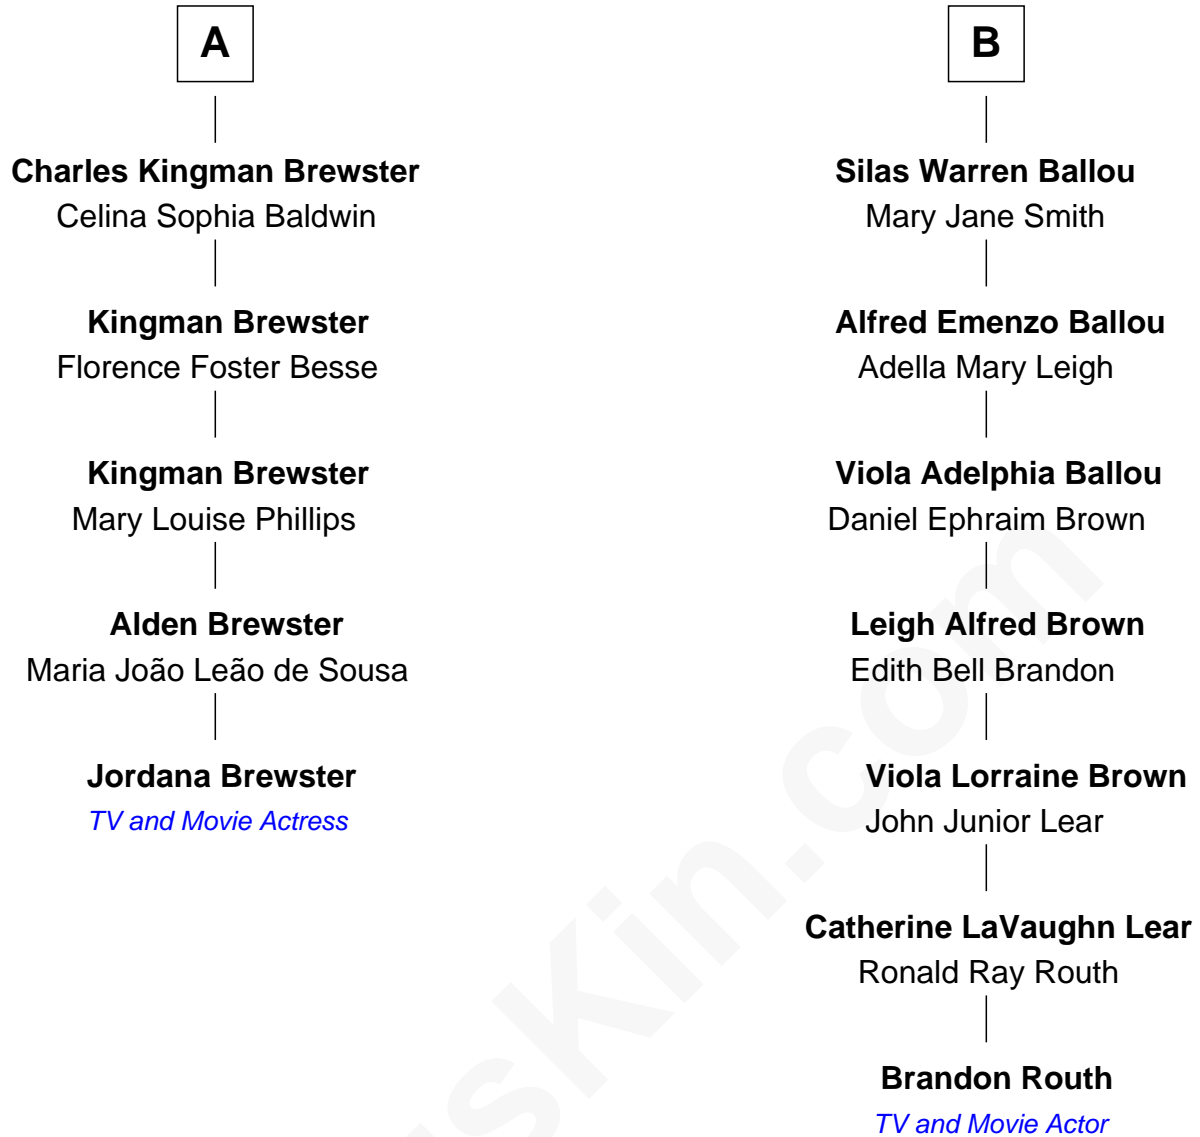 A
Charles Kingman Brewster
Celina Sophia Baldwin
Kingman Brewster
Florence Foster Besse
Kingman Brewster
Mary Louise Phillips
Alden Brewster
Maria João Leão de Sousa
Jordana Brewster
TV and Movie Actress
B
Silas Warren Ballou
Mary Jane Smith
Alfred Emenzo Ballou
Adella Mary Leigh
Viola Adelphia Ballou
Daniel Ephraim Brown
Leigh Alfred Brown
Edith Bell Brandon
Viola Lorraine Brown
John Junior Lear
Catherine LaVaughn Lear
Ronald Ray Routh
Brandon Routh
TV and Movie Actor
usKin.com